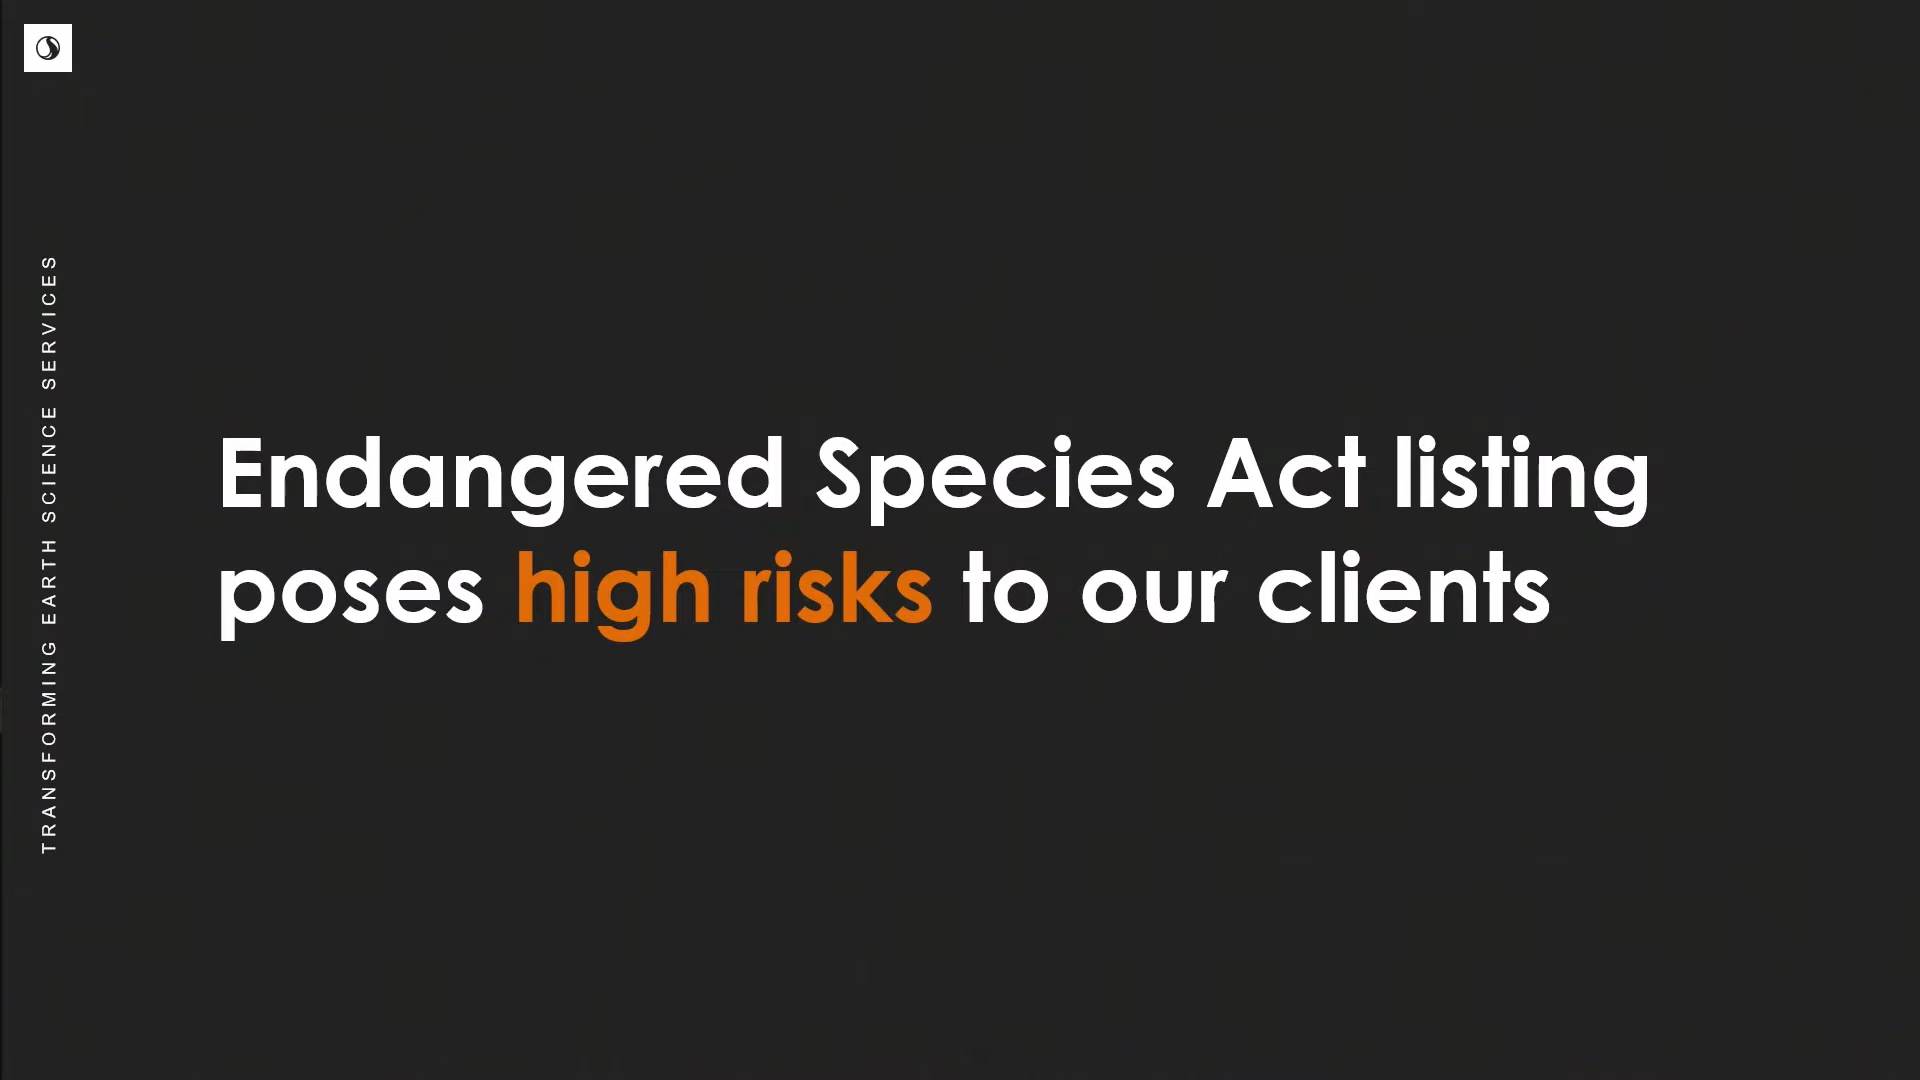 TRANSFORMING EARTH SCIENCE SERVICES
Endangered Species Act listing
poses high risks to our clients